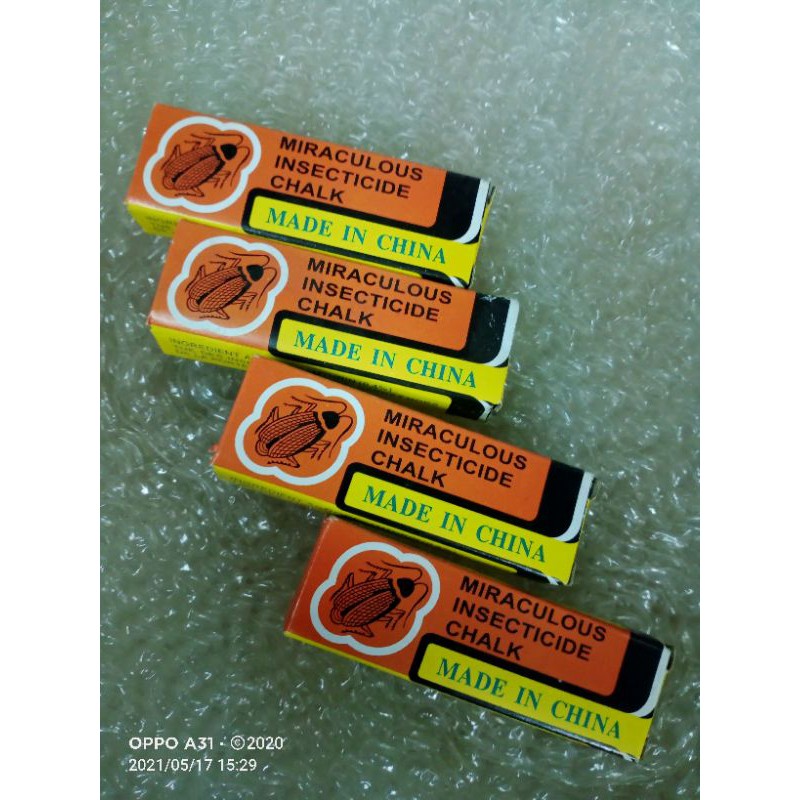 MIRACULOUS
INSECTICIDE
CHALK
MADE IN CHINA
MIRACULOUS
INSECTICIDE
CHALK
MADE IN CHINA
INGREDIENT
MIRACULOUS
INSECTICIDE
CHALK
MADE IN CHINA
MIRACULOUS
INSECTICIDE
CHALK
MADE IN CHINA
OPPO A31 · ©2020
2021/05/17 15:29